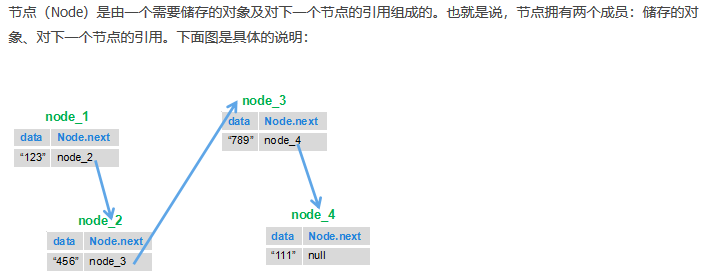 节点（Node）是由一个需要储存的对象及对下一个节点的引用组成的。也就是说，节点拥有两个成员：储存的对
象、对下一个节点的引用。下面图是具体的说明：
node_1
data Node.next
“123” node_2
node_2
data Node.next
“456” node_3
node_3
data Node.next
“789” node_4
node_4
data Node.next
“111” null